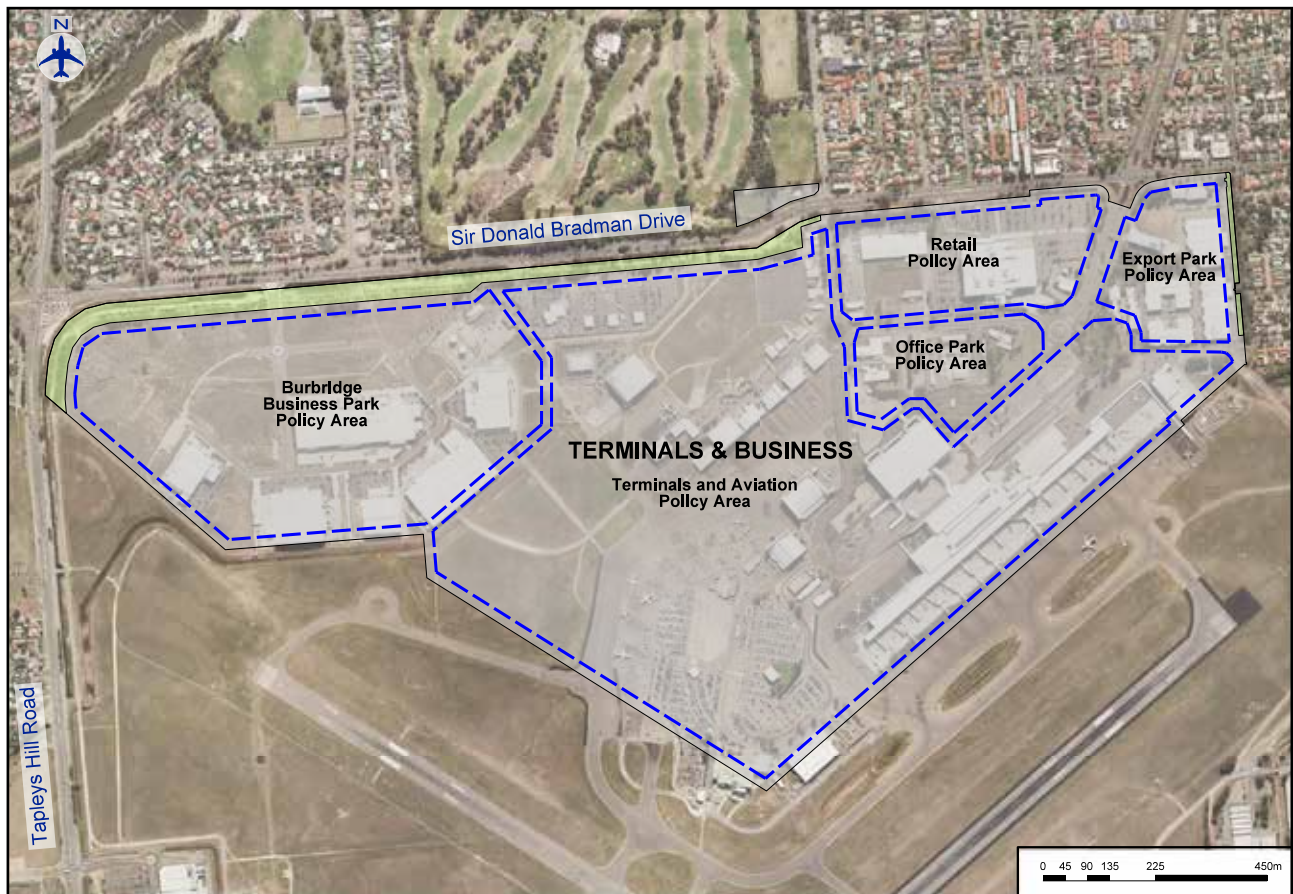 N
Sir Donald Bradman Drive
Retail
Policy Area
Export Park
Policy Area
Office Park
Policy Area
Burbridge
Business Park
Policy Area
TERMINALS & BUSINESS
Terminals and Aviation
Policy Area
Tapleys Hill Road
0 45 90 135 225 450m